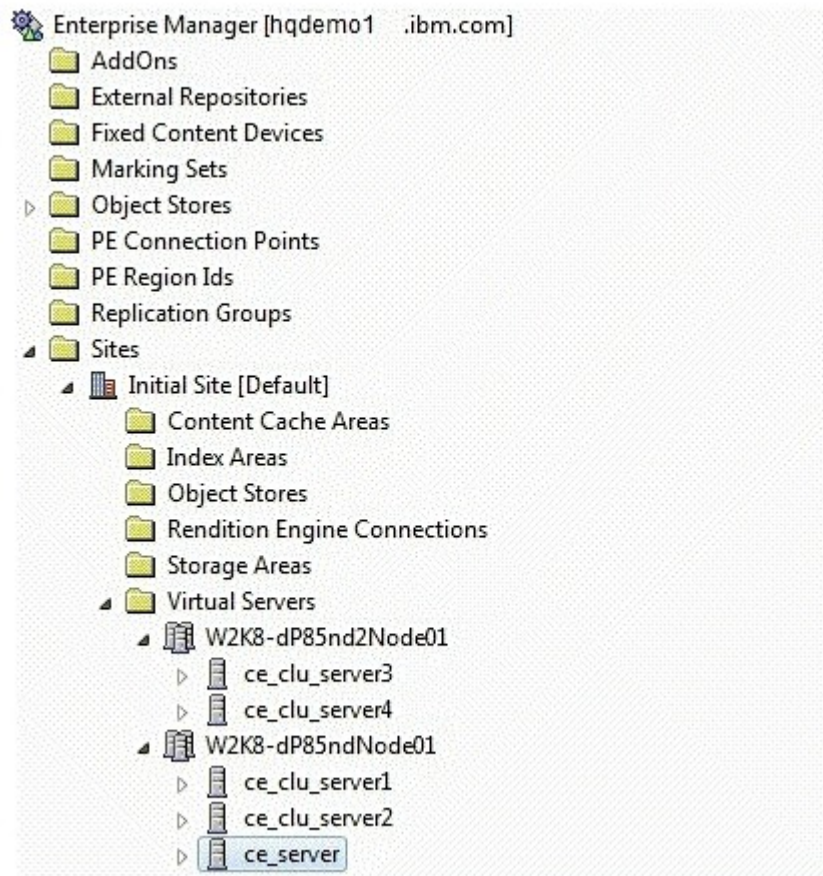 Enterprise Manager [hqdemo1 .ibm.com]
AddOns
External Repositories
Fixed Content Devices
Marking Sets
Object Stores
PE Connection Points
PE Region Ids
Replication Groups
Sites
Initial Site [Default]
Content Cache Areas
Index Areas
Object Stores
Rendition Engine Connections
Storage Areas
Virtual Servers
W2K8-dP85nd2Node01
ce_clu_server3
ce_clu_server4
W2K8-dP85ndNode01
ce_clu_server1
ce_clu_server2
ce_server